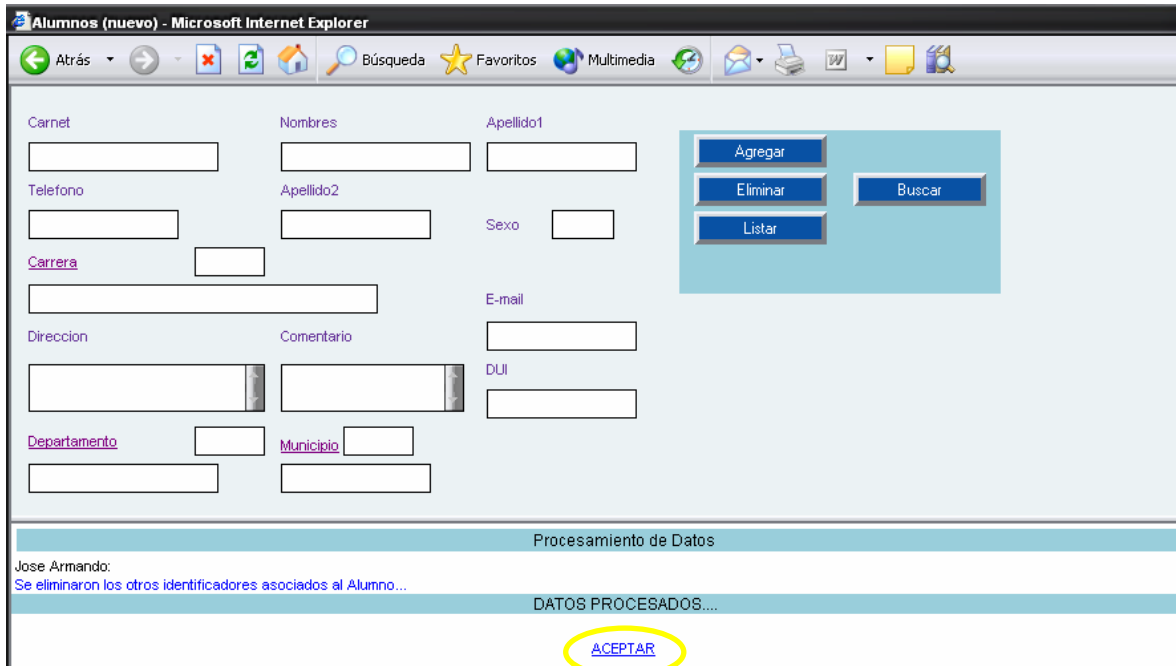 Alumnos (nuevo) - Microsoft Internet Explorer
Atrás Búsqueda Favoritos Multimedia W
Carnet Nombres Apellido1
Agregar
Telefono Apellido2
Eliminar Buscar
Sexo
Listar
Carrera
E-mail
Direccion Comentario
DUI
Departamento Municipio
Procesamiento de Datos
Jose Armando:
Se eliminaron los otros identificadores asociados al Alumno...
DATOS PROCESADOS....
ACEPTAR